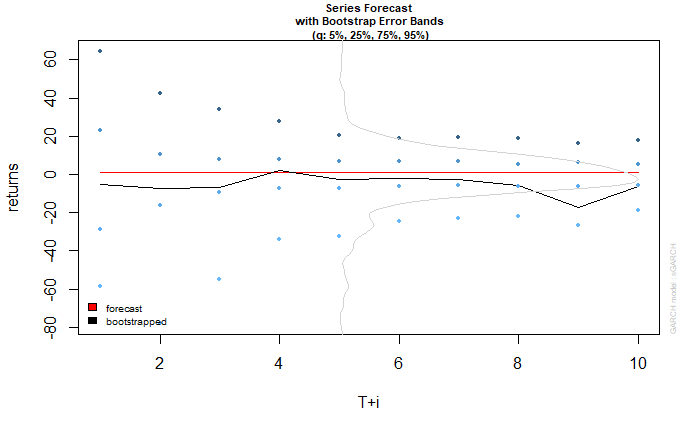 Series Forecast
with Bootstrap Error Bands
(q: 5%, 25%, 75%, 95%)
60
40
20
0
-20
-40
-60
-80
returns
forecast
bootstrapped
2
4
6
8
10
T+i
GARCH model : sGARCH